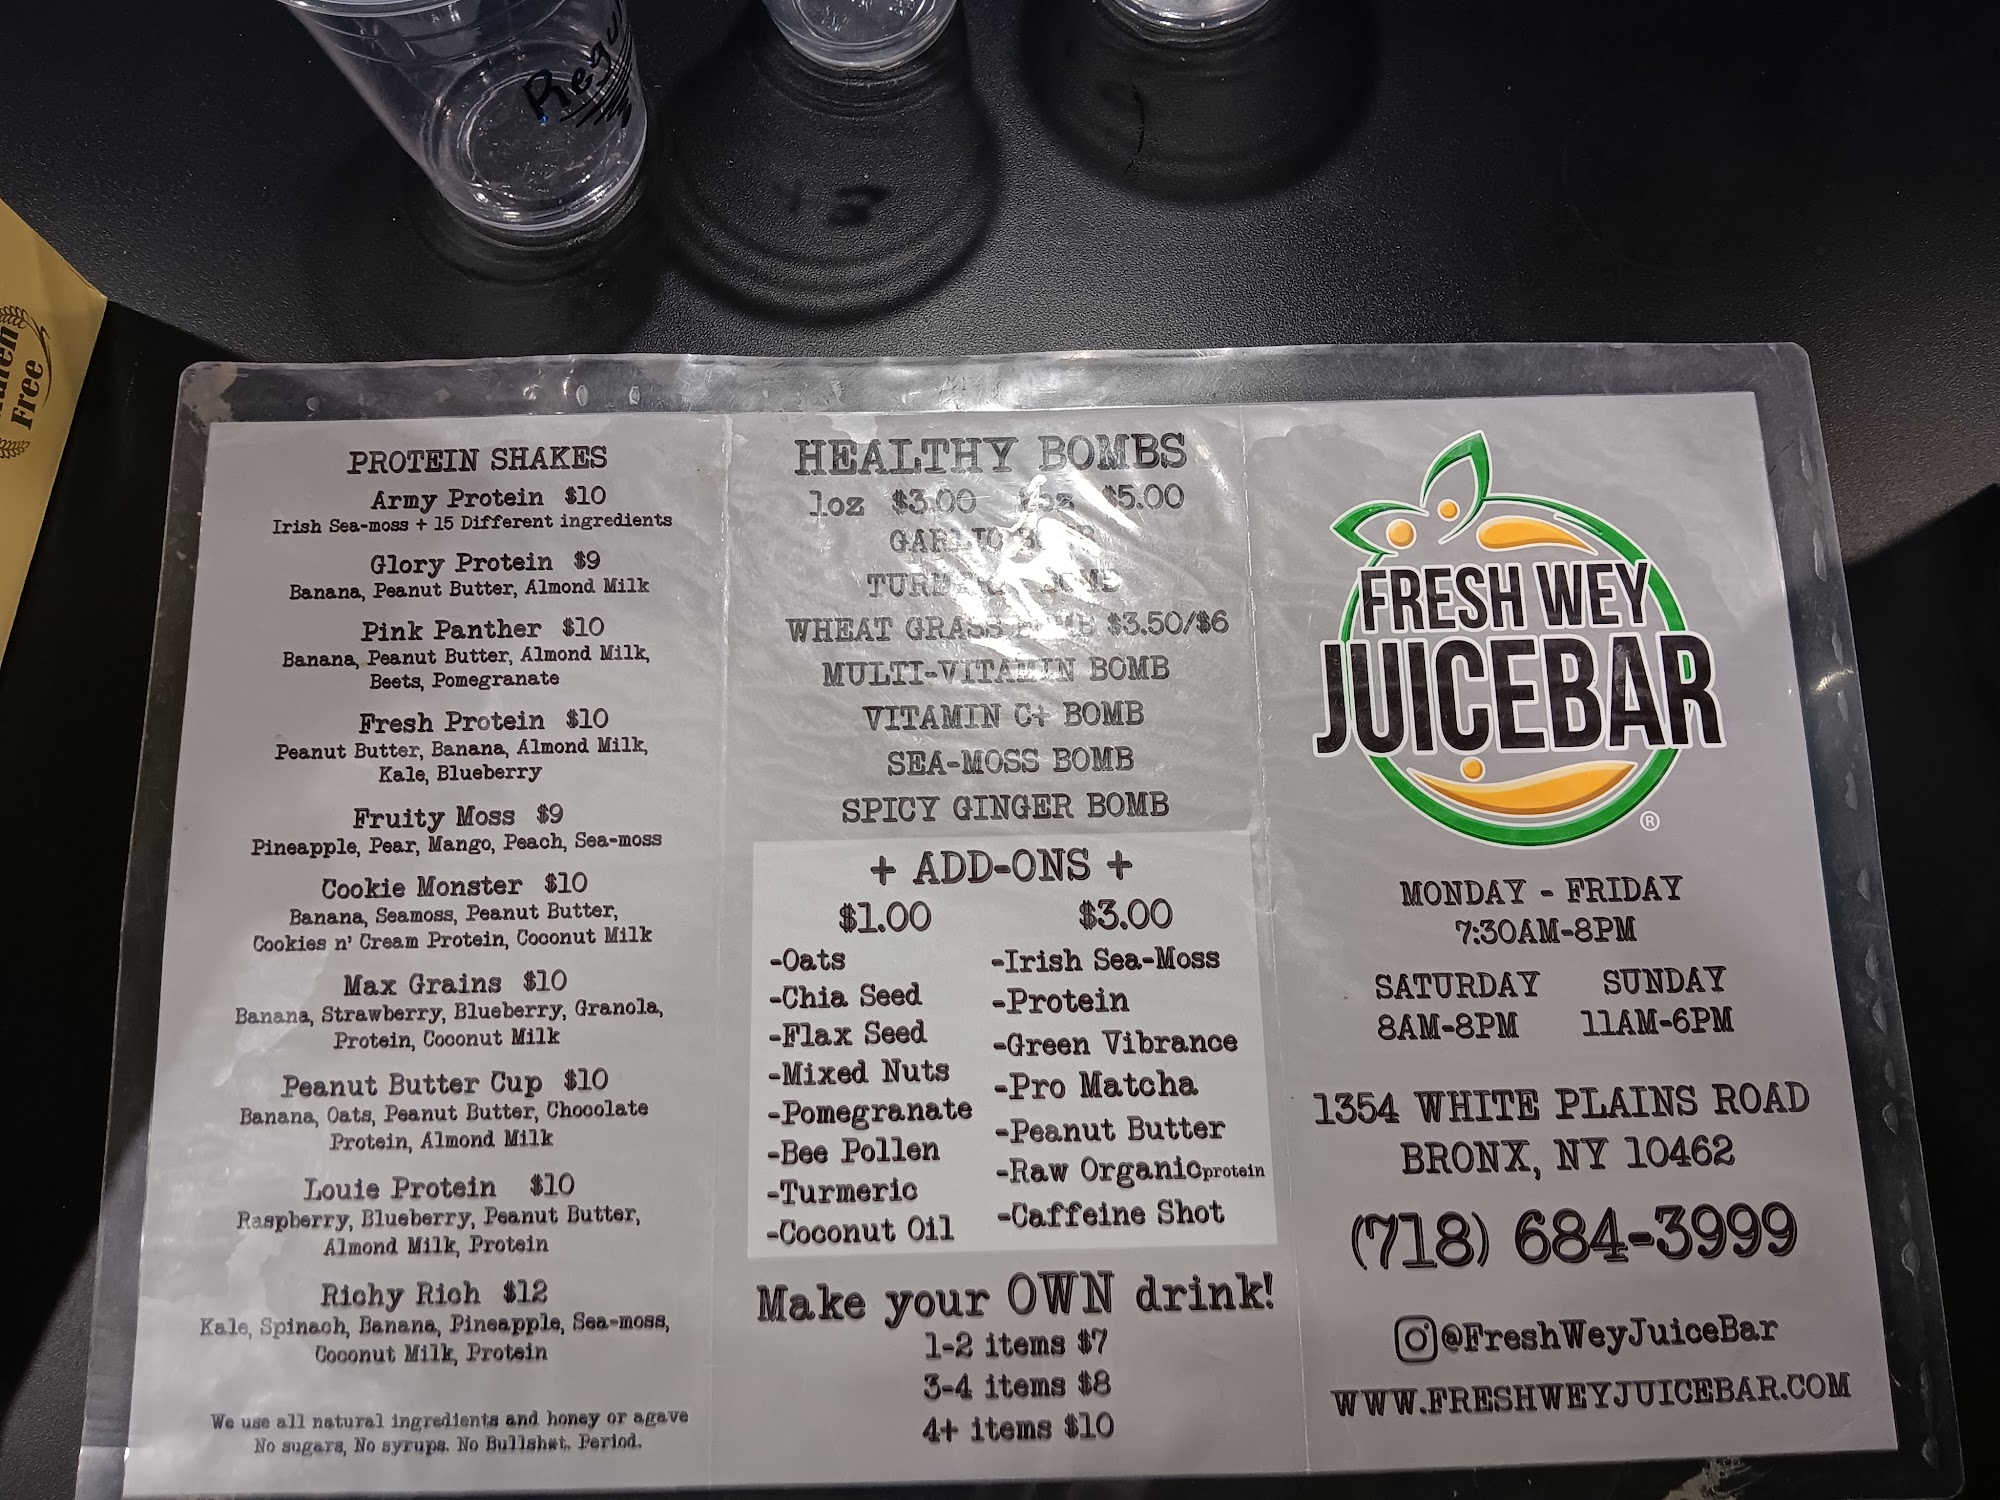 Free
PROTEIN SHAKES
Army Protein $10
Irish Sea-moss + 15 Different ingredients
Glory Protein $9
Banana, Peanut Butter, Almond Milk
Pink Panther $10
Banana, Peanut Butter, Almond Milk,
Beets, Pomegranate
Fresh Protein $10
Peanut Butter, Banana, Almond Milk,
Kale, Blueberry
Fruity Moss $9
Pineapple, Pear, Mango, Peach, Sea-moss
Cookie Monster $10
Banana, Seamoss, Peanut Butter,
Cookies n' Cream Protein, Coconut Milk
Max Grains $10
Banana, Strawberry, Blueberry, Granola,
Protein, Coconut Milk
Peanut Butter Cup $10
Banana, Oats, Peanut Butter, Chocolate
Protein, Almond Milk
Louie Protein $10
Raspberry, Blueberry, Peanut Butter,
Almond Milk, Protein
Richy Rich $12
Kale, Spinach, Banana, Pineapple, Sea-moss,
Coconut Milk, Protein
We use all natural ingredients and honey or agave
No sugars, No syrups. No Bullsh*t. Period.
HEALTHY BOMBS
1oz $3.00 $5.00
GARLIC BOMB
TURMERIC BOMB
WHEAT GRASS BOMB $3.50/$6
MULTI-VITAMIN BOMB
VITAMIN C+ BOMB
SEA-MOSS BOMB
SPICY GINGER BOMB
+ ADD-ONS +
$1.00
-Oats
-Chia Seed
-Flax Seed
-Mixed Nuts
-Pomegranate
-Bee Pollen
-Turmeric
-Coconut Oil
$3.00
-Irish Sea-Moss
-Protein
-Green Vibrance
-Pro Matcha
-Peanut Butter
-Raw Organic protein
-Caffeine Shot
Make your OWN drink!
1-2 items $7
3-4 items $8
4+ items $10
FRESH WEY
JUICEBAR
®
MONDAY - FRIDAY
7:30AM-8PM
SATURDAY SUNDAY
8AM-8PM 11AM-6PM
1354 WHITE PLAINS ROAD
BRONX, NY 10462
(718) 684-3999
@FreshWeyJuiceBar
WWW.FRESHWEYJUICEBAR.COM